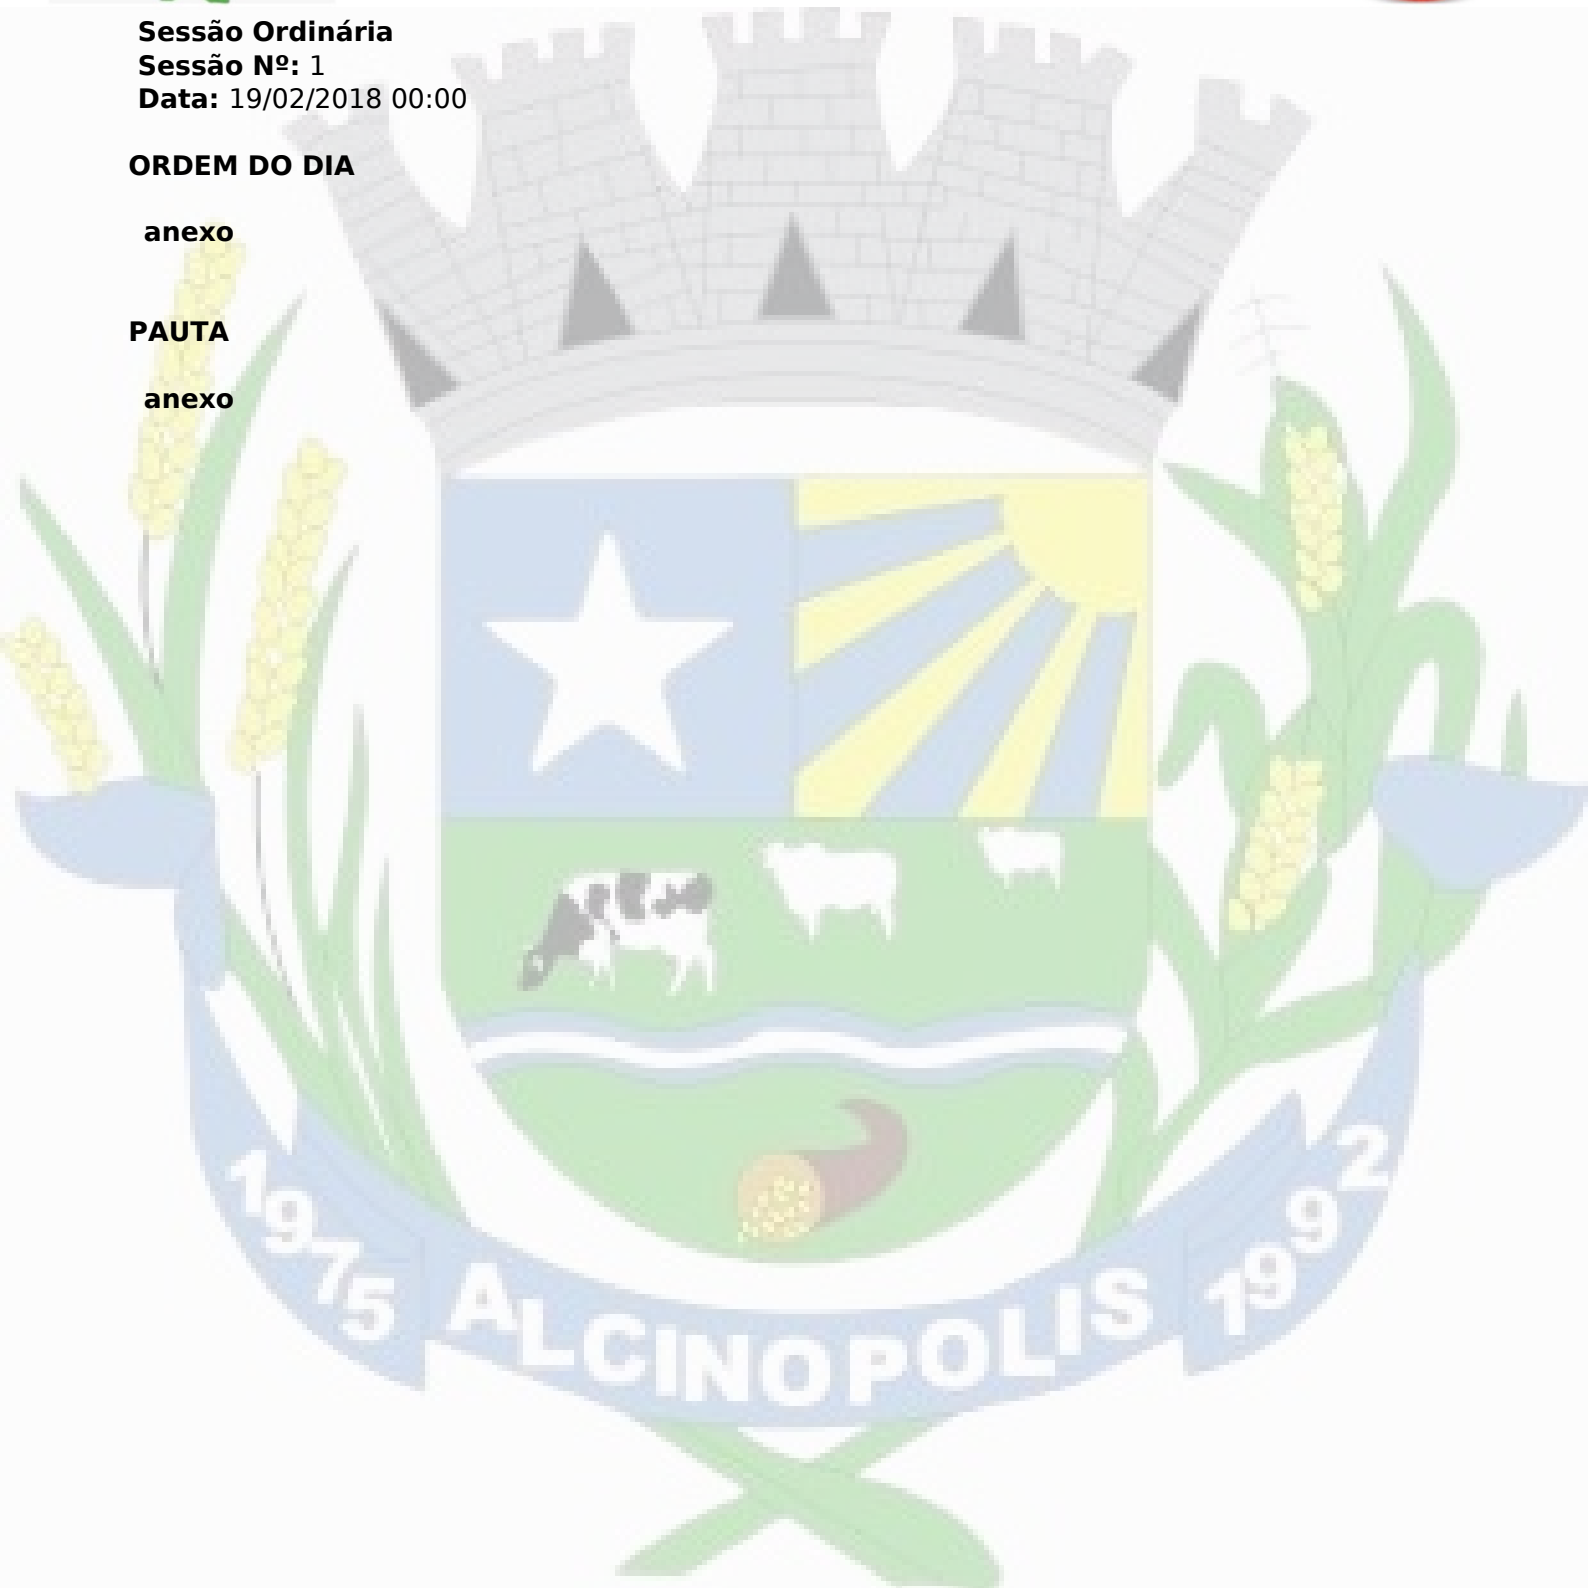 Sessão Ordinária
Sessão Nº: 1
Data: 19/02/2018 00:00
ORDEM DO DIA
anexo
PAUTA
anexo
1975 ALCINOPOLIS 1992